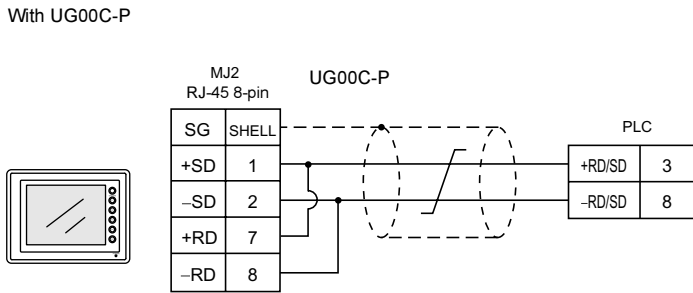 With UG00C-P
MJ2
RJ-45 8-pin
UG00C-P
PLC
SG SHELL
+SD 1
−SD 2
+RD 7
−RD 8
+RD/SD 3
−RD/SD 8